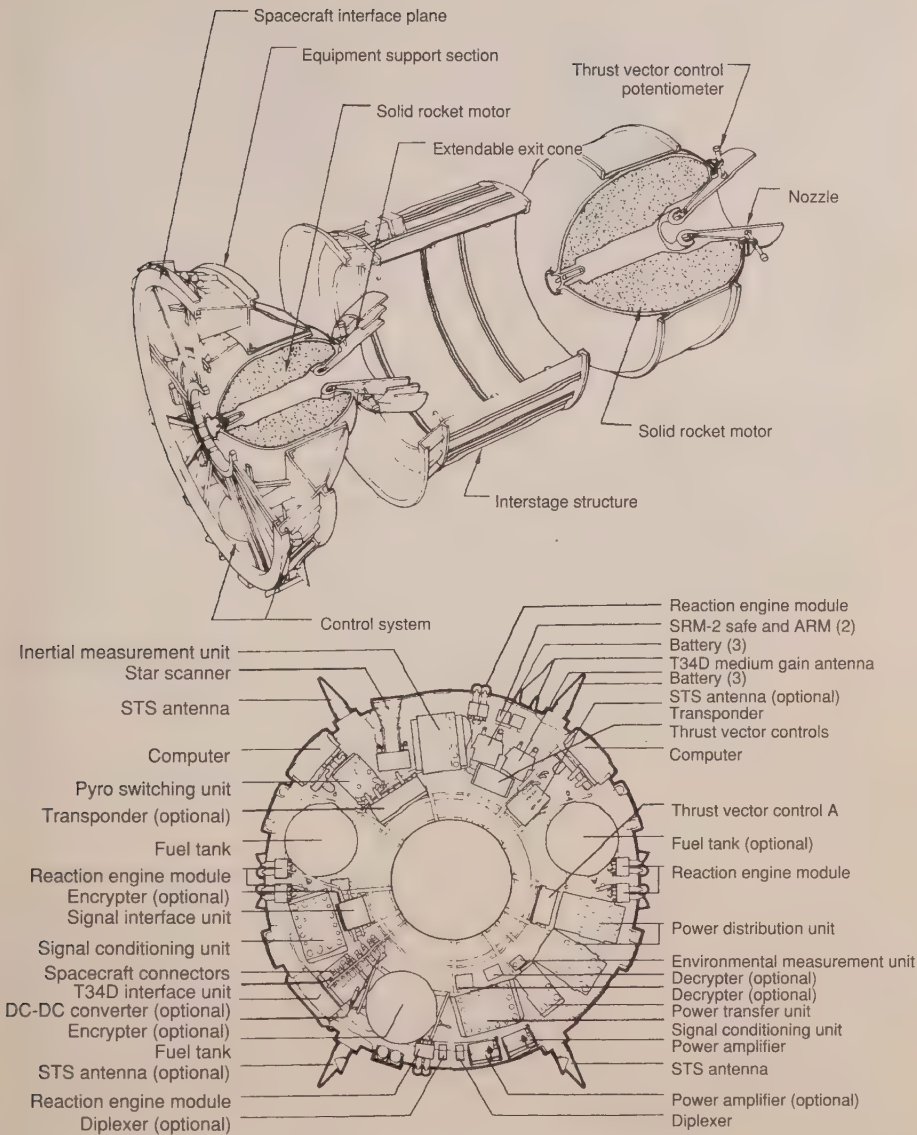 Spacecraft interface plane
Equipment support section
Thrust vector control
potentiometer
Solid rocket motor
Extendable exit cone
Nozzle
Solid rocket motor
Interstage structure
Control system
Inertial measurement unit
Star scanner
STS antenna
Computer
Pyro switching unit
Transponder (optional)
Fuel tank
Reaction engine module
Encrypter (optional)
Signal interface unit
Signal conditioning unit
Spacecraft connectors
T34D interface unit
DC-DC converter (optional)
Encrypter (optional)
Fuel tank
STS antenna (optional)
Reaction engine module
Diplexer (optional)
Reaction engine module
SRM-2 safe and ARM (2)
Battery (3)
T34D medium gain antenna
Battery (3)
STS antenna (optional)
Transponder
Thrust vector controls
Computer
Thrust vector control A
Fuel tank (optional)
Reaction engine module
Power distribution unit
Environmental measurement unit
Decrypter (optional)
Decrypter (optional)
Power transfer unit
Signal conditioning unit
Power amplifier
STS antenna
Power amplifier (optional)
Diplexer